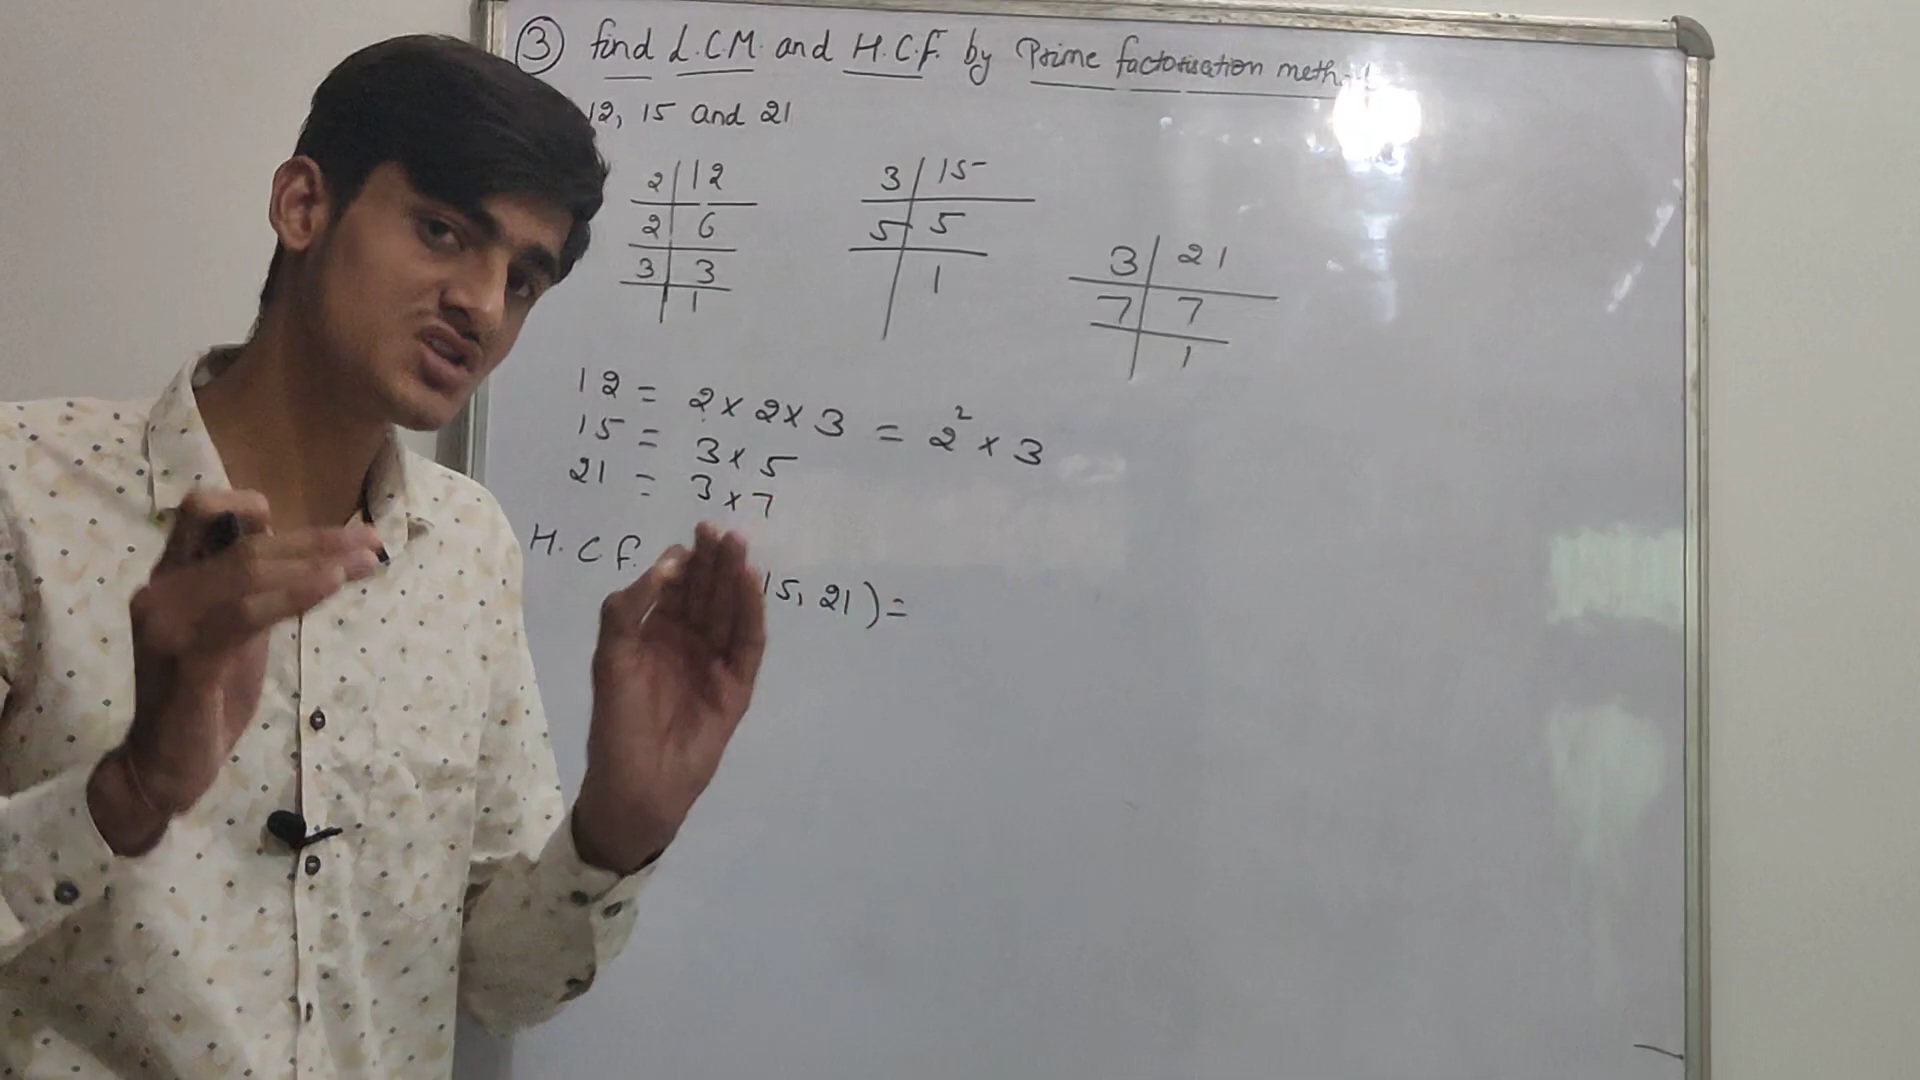 ③ find L.C.M. and H.C.F. by Prime factorisation
12, 15 and 21
2 12
2 6
3 3
1
3 15
5 5
1
3 21
7 7
1
12 = 2 × 2 × 3 = 2² × 3
15 = 3 × 5
21 = 3 × 7
H.C.F.
15, 21) =